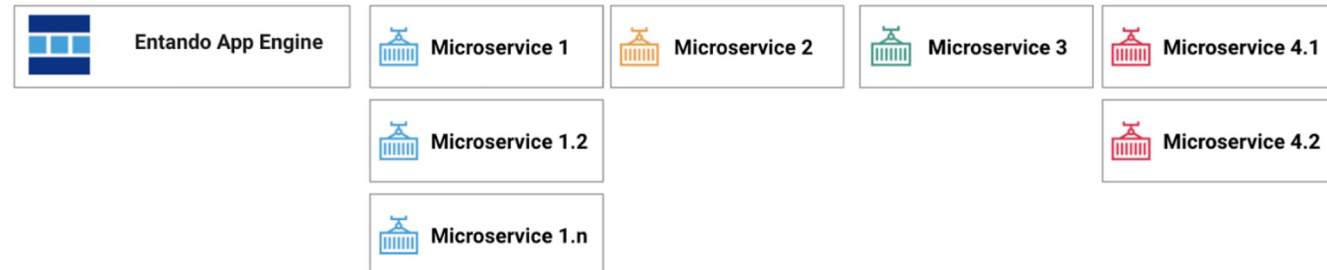 Entando App Engine
Microservice 1
Microservice 2
Microservice 3
Microservice 4.1
Microservice 1.2
Microservice 4.2
Microservice 1.n